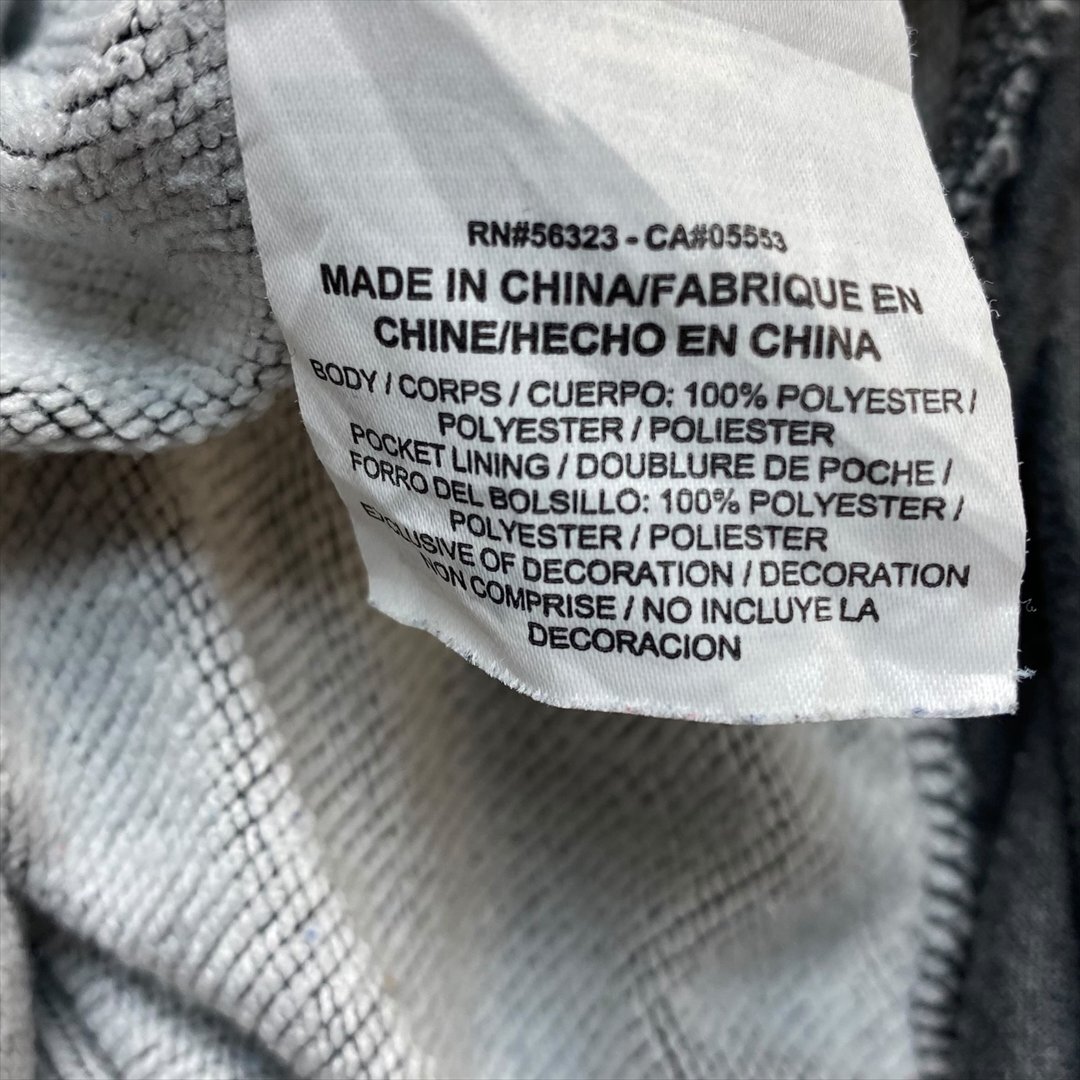 RN#56323 - CA#05553
MADE IN CHINA/FABRIQUE EN
CHINE/HECHO EN CHINA
BODY / CORPS / CUERPO: 100% POLYESTER /
POLYESTER / POLIESTER
POCKET LINING / DOUBLURE DE POCHE /
FORRO DEL BOLSILLO: 100% POLYESTER /
POLYESTER / POLIESTER
EXCLUSIVE OF DECORATION / DECORATION
NON COMPRISE / NO INCLUYE LA
DECORACION